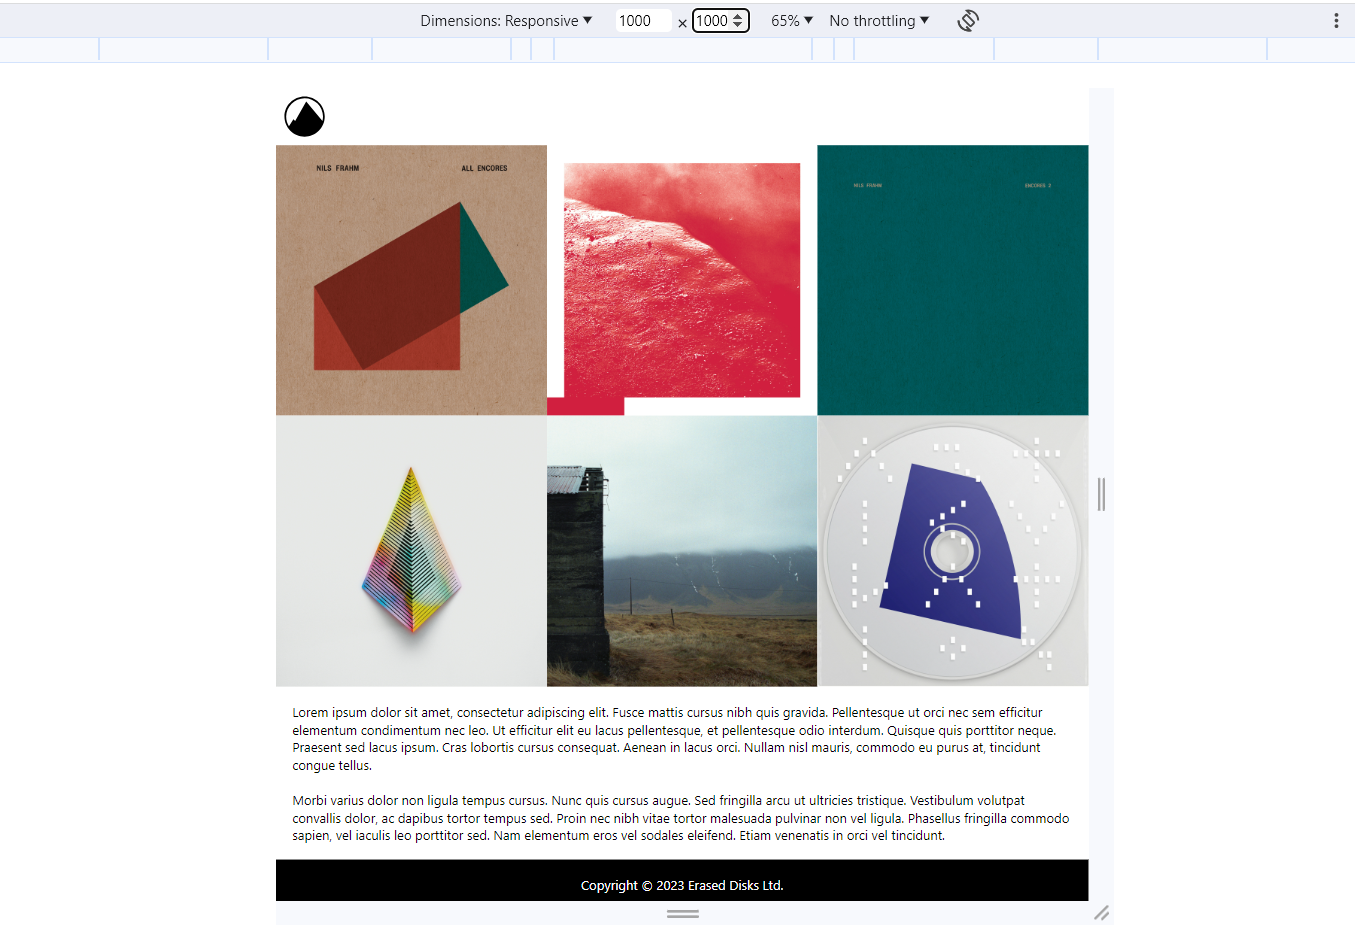 Dimensions: Responsive ▼ 1000 × 1000 65% ▼ No throttling ▼
NILS FRAHM ALL ENCORES
NILS FRAHM ENCORES 2
Lorem ipsum dolor sit amet, consectetur adipiscing elit. Fusce mattis cursus nibh quis gravida. Pellentesque ut orci nec sem efficitur
elementum condimentum nec leo. Ut efficitur elit eu lacus pellentesque, et pellentesque odio interdum. Quisque quis porttitor neque.
Praesent sed lacus ipsum. Cras lobortis cursus consequat. Aenean in lacus orci. Nullam nisl mauris, commodo eu purus at, tincidunt
congue tellus.
Morbi varius dolor non ligula tempus cursus. Nunc quis cursus augue. Sed fringilla arcu ut ultricies tristique. Vestibulum volutpat
convallis dolor, ac dapibus tortor tempus sed. Proin nec nibh vitae tortor malesuada pulvinar non vel ligula. Phasellus fringilla commodo
sapien, vel iaculis leo porttitor sed. Nam elementum eros vel sodales eleifend. Etiam venenatis in orci vel tincidunt.
Copyright © 2023 Erased Disks Ltd.